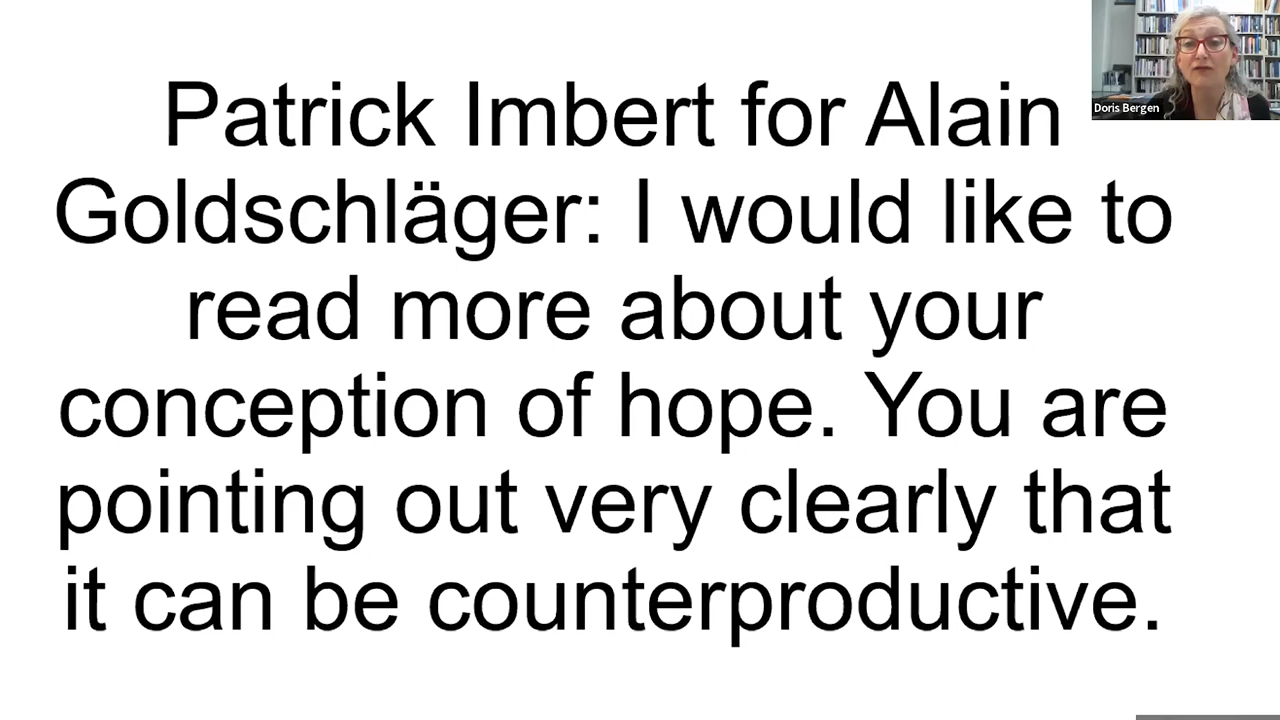 Patrick Imbert for Alain
Goldschläger: I would like to
read more about your
conception of hope. You are
pointing out very clearly that
it can be counterproductive.
Doris Bergen